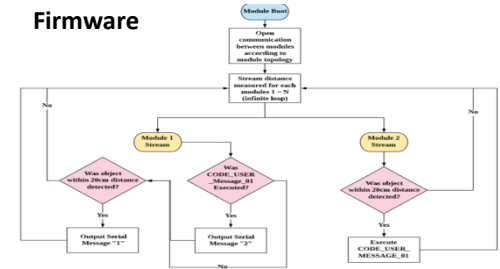 Firmware
Module Boot
Open
communication
between modules
according to
module topology
Stream distance
measured for each
modules 1 ~ N
(infinite loop)
No
No
Module 1
Stream
Module 2
Stream
Was object
within 20cm distance
detected?
Was
CODE_USER
_Message_01
Executed?
Was object
within 20cm distance
detected?
Yes
Yes
Yes
Output Serial
Message "1"
Output Serial
Message "2"
Execute
CODE_USER_
MESSAGE_01
No